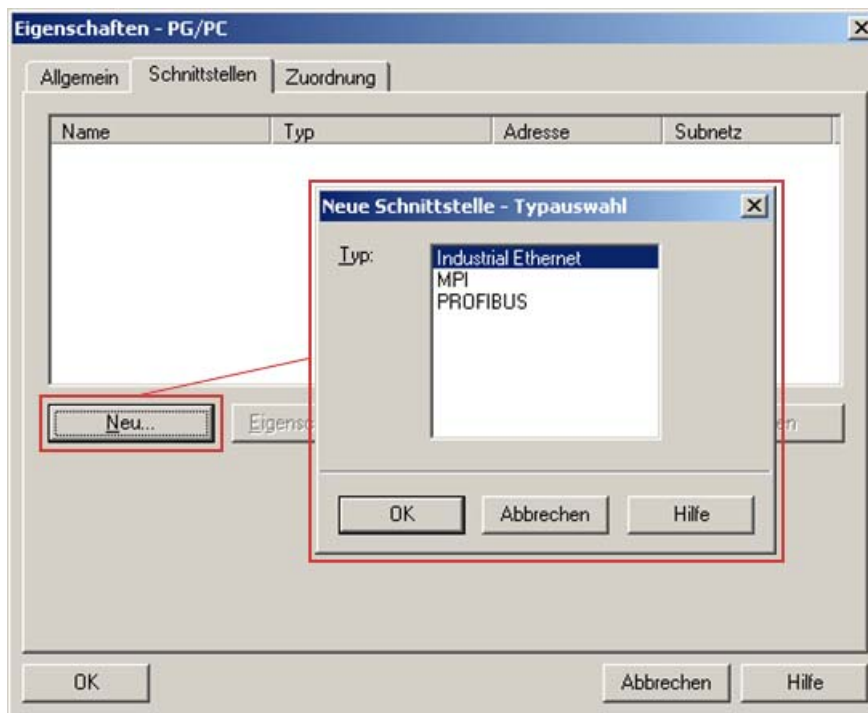 Eigenschaften - PG/PC
Allgemein Schnittstellen Zuordnung
Name Typ Adresse Subnetz
Neue Schnittstelle - Typauswahl
Typ:
Industrial Ethernet
MPI
PROFIBUS
Neu...
OK Abbrechen Hilfe
OK Abbrechen Hilfe